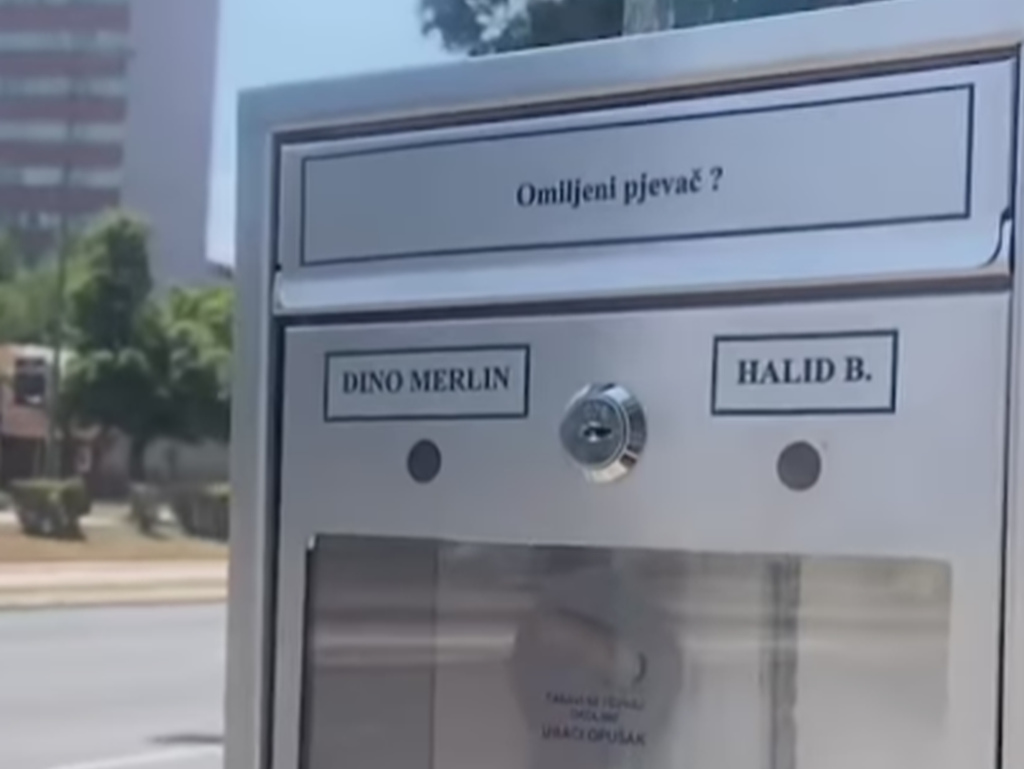 Omiljeni pjevač ?
DINO MERLIN
HALID B.
UBACI OPUŠAK